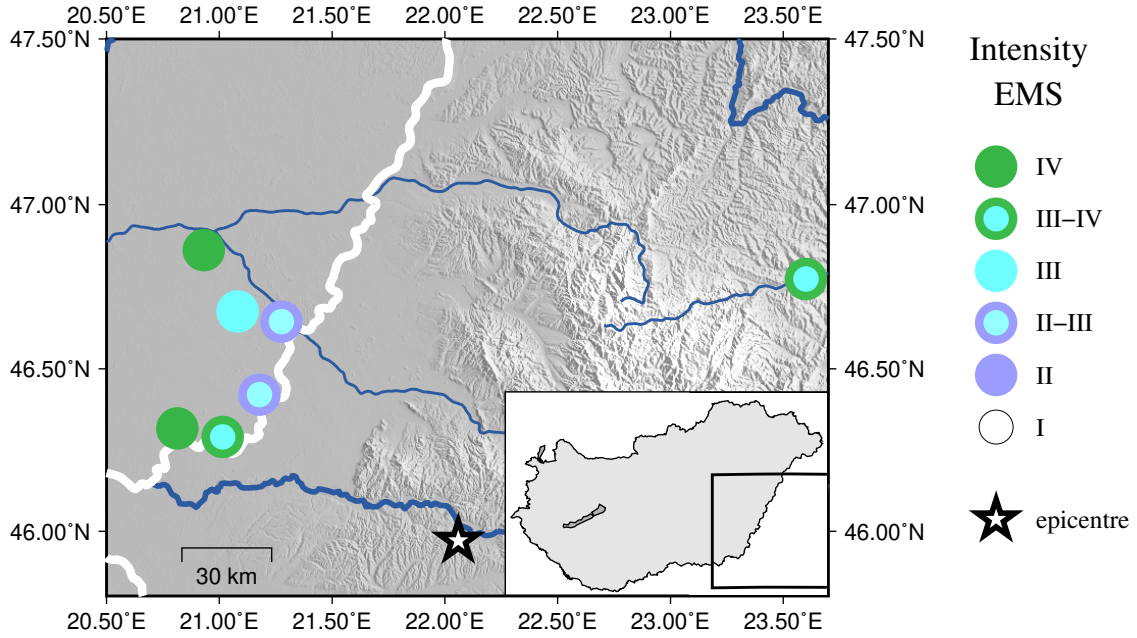 20.50˚E 21.00˚E 21.50˚E 22.00˚E 22.50˚E 23.00˚E 23.50˚E
47.50˚N 47.50˚N
47.00˚N 47.00˚N
46.50˚N 46.50˚N
46.00˚N 46.00˚N
30 km
20.50˚E 21.00˚E 21.50˚E 22.00˚E 22.50˚E 23.00˚E 23.50˚E
Intensity
EMS
IV
III–IV
III
II–III
II
I
epicentre